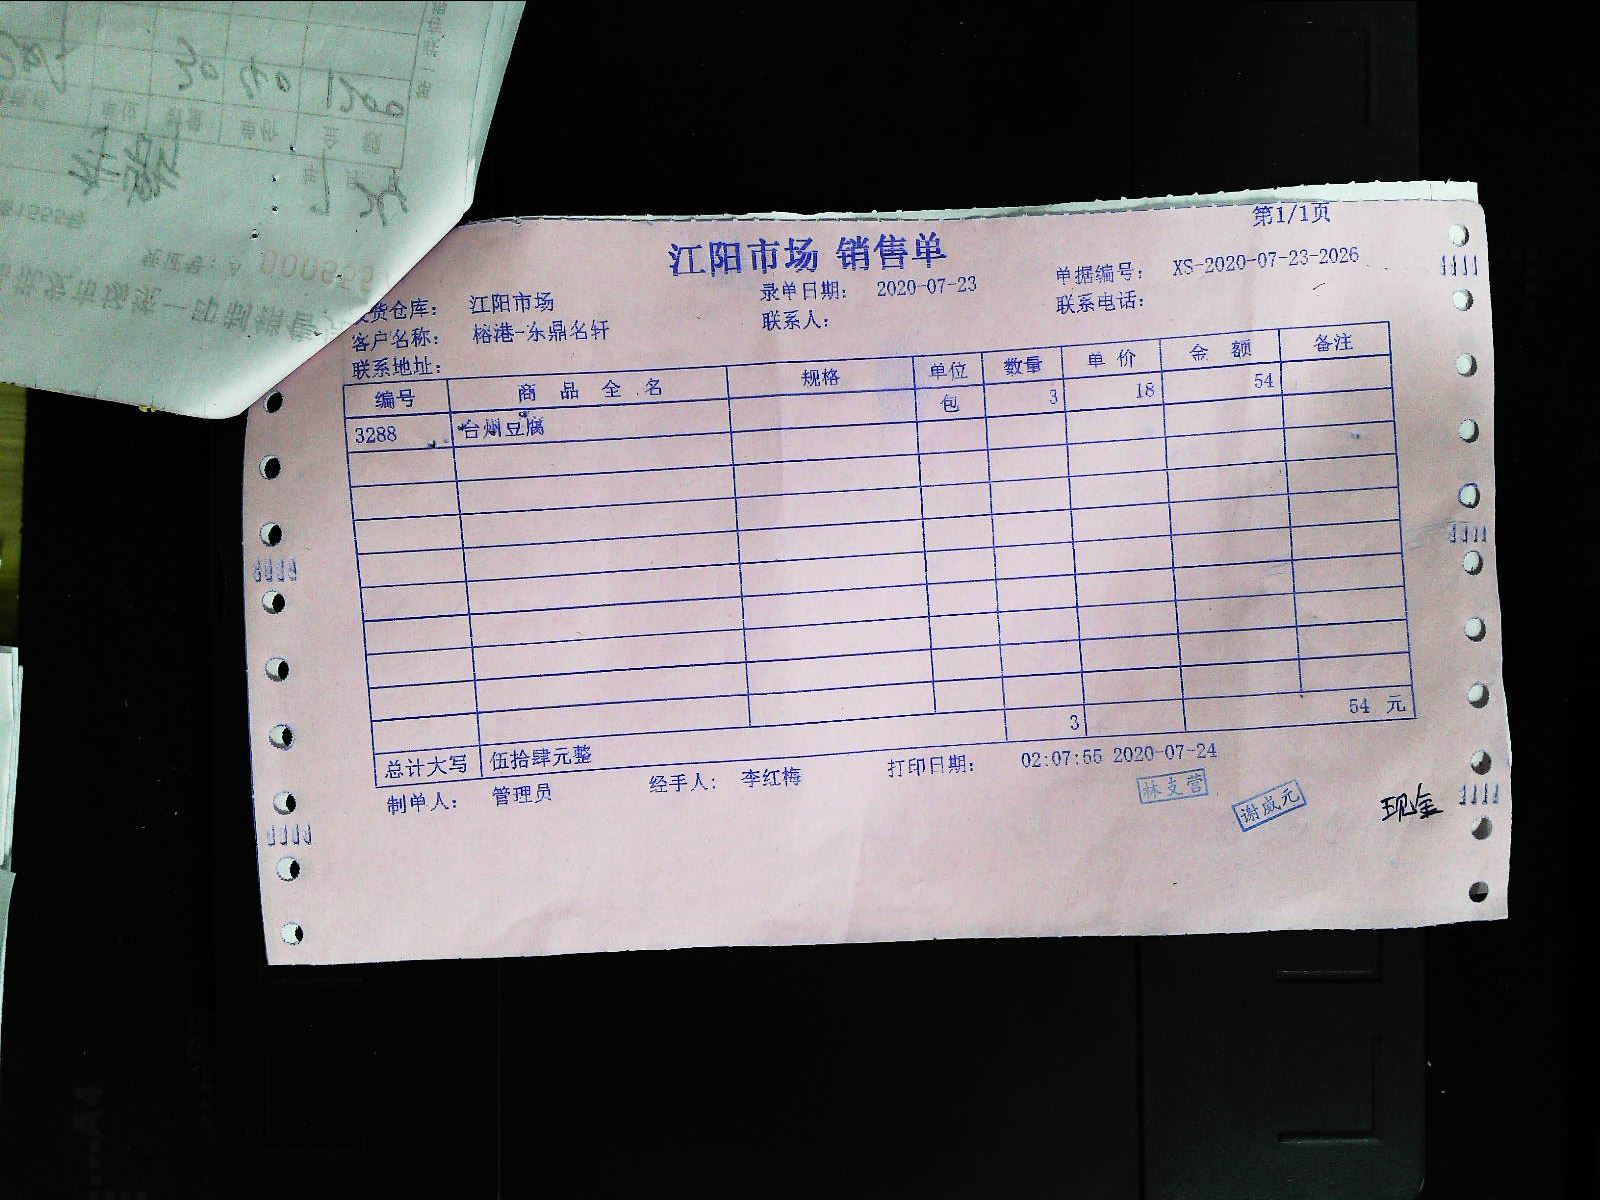 第1/1页
江阳市场 销售单
货仓库： 江阳市场 录单日期： 2020-07-23 单据编号： XS-2020-07-23-2026
客户名称： 榕港-东鼎名轩 联系人： 联系电话：
联系地址：
编号 商品全名 规格 单位 数量 单价 金额 备注
3288 台州豆腐 包 3 18 54
3 54 元
总计大写 伍拾肆元整
制单人： 管理员 经手人： 李红梅 打印日期： 02:07:55 2020-07-24
林支营
谢威元
现金